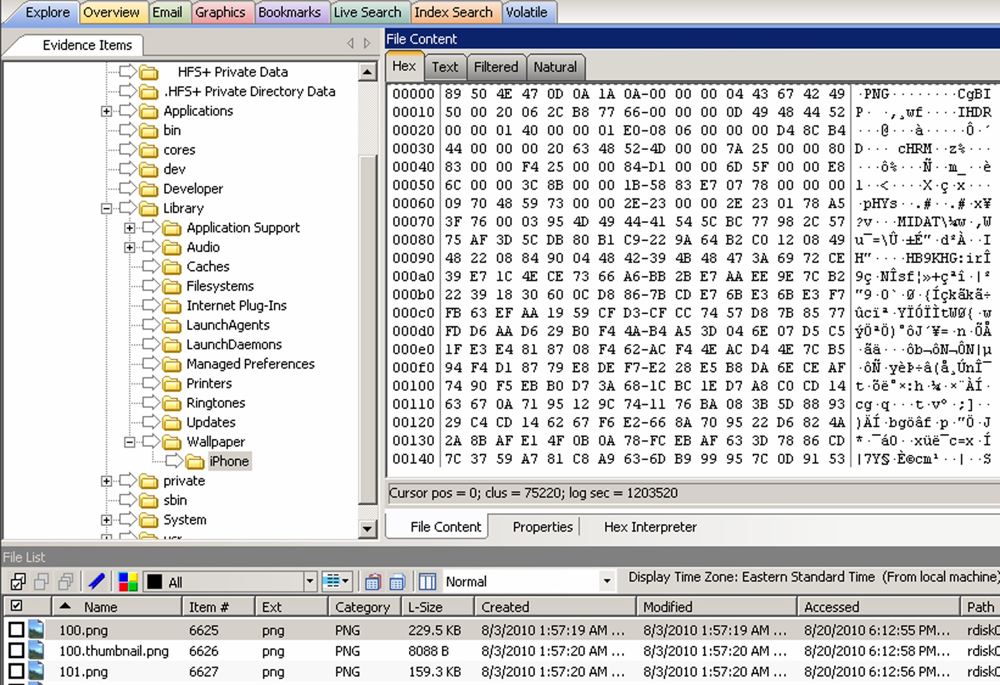 Explore Overview Email Graphics Bookmarks Live Search Index Search Volatile
Evidence Items
HFS+ Private Data
.HFS+ Private Directory Data
Applications
bin
cores
dev
Developer
Library
Application Support
Audio
Caches
Filesystems
Internet Plug-Ins
LaunchAgents
LaunchDaemons
Managed Preferences
Printers
Ringtones
Updates
Wallpaper
iPhone
private
sbin
System
usr
File Content
Hex Text Filtered Natural
00000 89 50 4E 47 0D 0A 1A 0A-00 00 00 04 43 67 42 49 ·PNG········CgBI
00010 50 00 20 06 2C B8 77 66-00 00 00 0D 49 48 44 52 P· ·,¸wf····IHDR
00020 00 00 01 40 00 00 01 E0-08 06 00 00 00 D4 8C B4 ···@···à·····Ô·´
00030 44 00 00 00 20 63 48 52-4D 00 00 7A 25 00 00 80 D··· cHRM··z%···
00040 83 00 00 F4 25 00 00 84-D1 00 00 6D 5F 00 00 E8 ···ô%···Ñ··m_··è
00050 6C 00 00 3C 8B 00 00 1B-58 83 E7 07 78 00 00 00 l··<····X·ç·x···
00060 09 70 48 59 73 00 00 2E-23 00 00 2E 23 01 78 A5 ·pHYs··.#··.#·x¥
00070 3F 76 00 03 95 4D 49 44-41 54 5C BC 77 98 2C 57 ?v···MIDAT\¼w·,W
00080 75 AF 3D 5C DB 80 B1 C9-22 9A 64 B2 C0 12 08 49 u¯=\Û·±É"·d²À··I
00090 48 22 08 84 90 04 48 42-39 4B 48 47 3A 69 72 CE H"····HB9KHG:irÎ
000a0 39 E7 1C 4E CE 73 66 A6-BB 2B E7 AA EE 9E 7C B2 9ç·NÎsf¦»+çªî·|²
000b0 22 39 18 30 60 0C D8 86-7B CD E7 6B E3 6B E3 F7 "9·0`·Ø·{Íçkãkã÷
000c0 FB 63 EF AA 19 59 CF D3-CF CC 74 57 D8 7B 85 77 ûcïª·YÏÓÏÌtWØ{·w
000d0 FD D6 AA D6 29 B0 F4 4A-B4 A5 3D 04 6E 07 D5 C5 ýÖªÖ)°ôJ´¥=·n·ÕÅ
000e0 1F E3 E4 81 87 08 F4 62-AC F4 4E AC D4 4E 7C B5 ·ãä···ôb¬ôN¬ÔN|µ
000f0 94 F4 D1 87 79 E8 DE F7-E2 28 E5 B8 DA 6E CE AF ·ôÑ·yèÞ÷â(å¸ÚnÎ¯
00100 74 90 F5 EB B0 D7 3A 68-1C BC 1E D7 A8 C0 CD 14 t·õë°×:h·¼·×¨ÀÍ·
00110 63 67 0A 71 95 12 9C 74-11 76 BA 08 3B 5D 88 93 cg·q···t·vº·;]··
00120 29 C4 CD 14 62 67 F6 E2-66 8A 70 95 22 D6 82 4A )ÄÍ·bgöâf·p·"Ö·J
00130 2A 8B AF E1 4F 0B 0A 78-FC EB AF 63 3D 78 86 CD *·¯áO··xüë¯c=x·Í
00140 7C 37 59 A7 81 C8 A9 63-6D B9 99 95 7C 0D 91 53 |7Y§·È©cm¹··|··S
Cursor pos = 0; clus = 75220; log sec = 1203520
File Content Properties Hex Interpreter
File List
All Normal Display Time Zone: Eastern Standard Time (From local machine)
Name Item # Ext Category L-Size Created Modified Accessed Path
100.png 6625 png PNG 229.5 KB 8/3/2010 1:57:19 AM ... 8/3/2010 1:57:19 AM ... 8/20/2010 6:12:55 PM... rdisk0
100.thumbnail.png 6626 png PNG 8088 B 8/3/2010 1:57:20 AM ... 8/3/2010 1:57:20 AM ... 8/20/2010 6:12:58 PM... rdisk
101.png 6627 png PNG 159.3 KB 8/3/2010 1:57:20 AM ... 8/3/2010 1:57:20 AM ... 8/20/2010 6:12:56 PM... rdisk